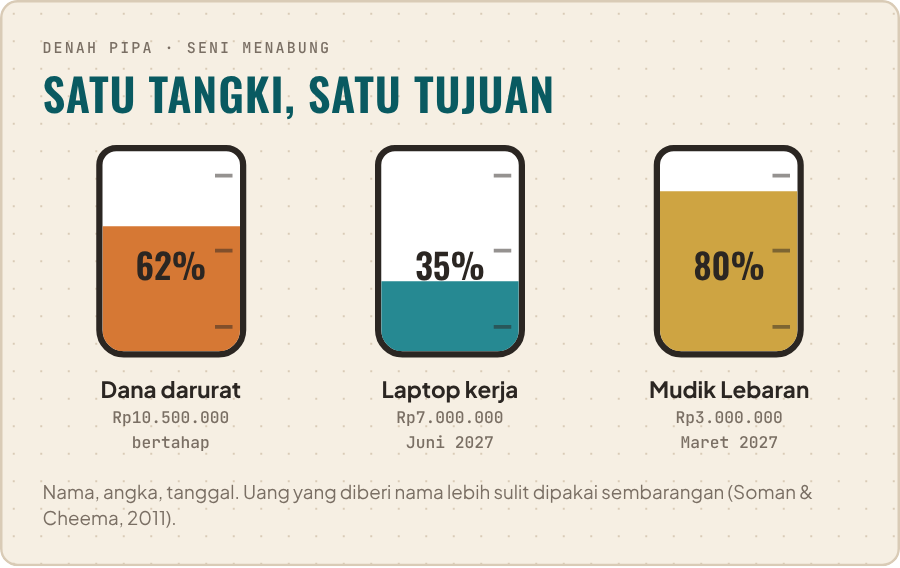 DENAH PIPA · SENI MENABUNG
SATU TANGKI, SATU TUJUAN
62%
35%
80%
Dana darurat
Rp10.500.000
bertahap
Laptop kerja
Rp7.000.000
Juni 2027
Mudik Lebaran
Rp3.000.000
Maret 2027
Nama, angka, tanggal. Uang yang diberi nama lebih sulit dipakai sembarangan (Soman &
Cheema, 2011).